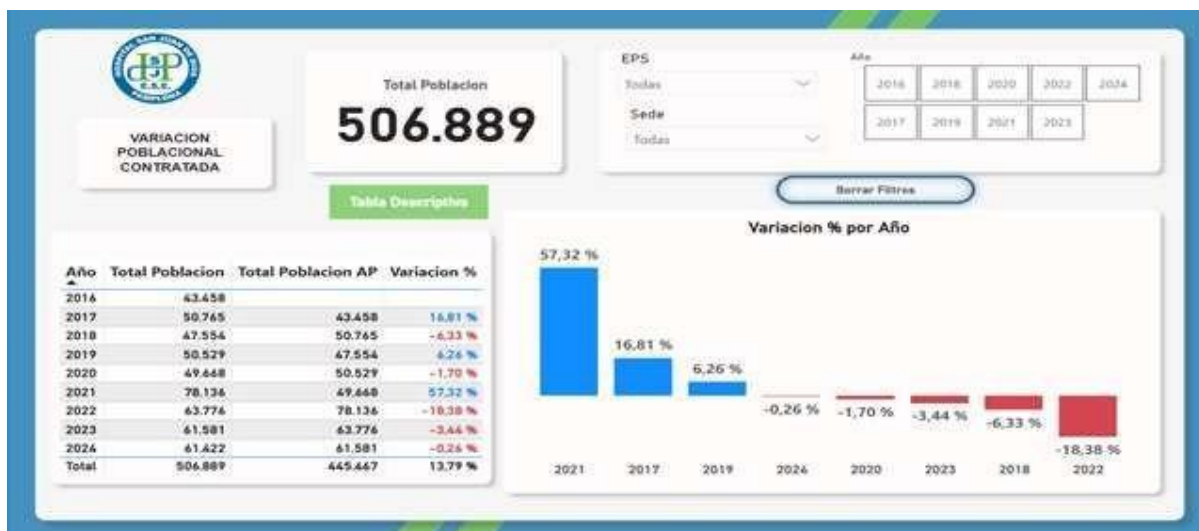 HOSPITAL SAN JUAN DE DIOS
E.S.E.
PAMPLONA
VARIACION
POBLACIONAL
CONTRATADA
Total Poblacion
506.889
EPS
Todas
Sede
Todas
Año
2016 2018 2020 2022 2024
2017 2019 2021 2023
Borrar Filtros
Tabla Descriptiva
Año Total Poblacion Total Poblacion AP Variacion %
2016 43.458
2017 50.765 43.458 16,81 %
2018 47.554 50.765 -6,33 %
2019 50.529 47.554 6,26 %
2020 49.668 50.529 -1,70 %
2021 78.136 49.668 57,32 %
2022 63.776 78.136 -18,38 %
2023 61.581 63.776 -3,44 %
2024 61.422 61.581 -0,26 %
Total 506.889 445.467 13,79 %
Variacion % por Año
57,32 %
16,81 %
6,26 %
-0,26 %
-1,70 %
-3,44 %
-6,33 %
-18,38 %
2021 2017 2019 2024 2020 2023 2018 2022